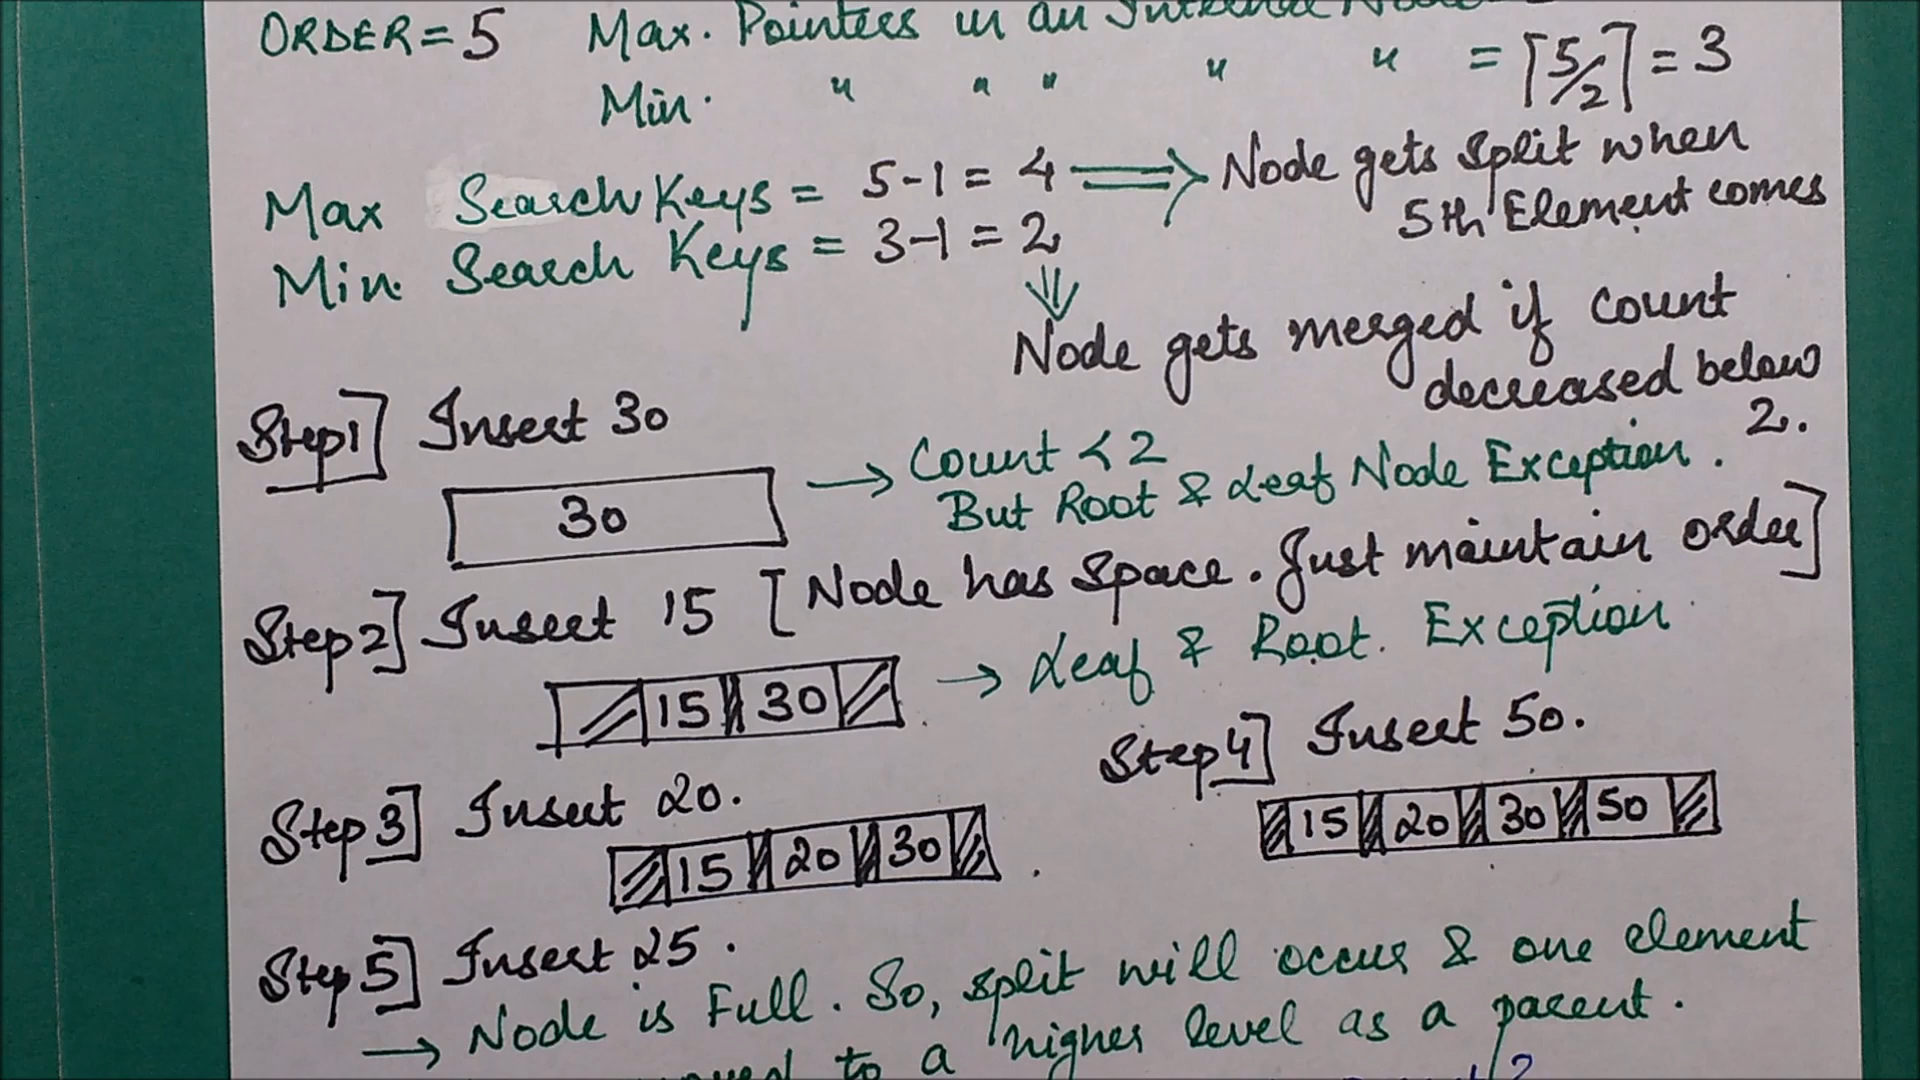 ORDER = 5 Max. Pointers in an Internal Node
Min. " " " " " = ⌈5/2⌉ = 3
Max Search Keys = 5-1 = 4 ⟹ Node gets split when
5th Element comes
Min. Search Keys = 3-1 = 2
⇓
Node gets merged if count
decreased below
2.
Step1] Insert 30
30
→ Count < 2
But Root & Leaf Node Exception.
Step2] Insert 15 [Node has space. Just maintain order]
15 30
→ Leaf & Root. Exception
Step3] Insert 20.
15 20 30
Step4] Insert 50.
15 20 30 50
Step5] Insert 25.
→ Node is Full. So, split will occur & one element
to a higher level as a parent.